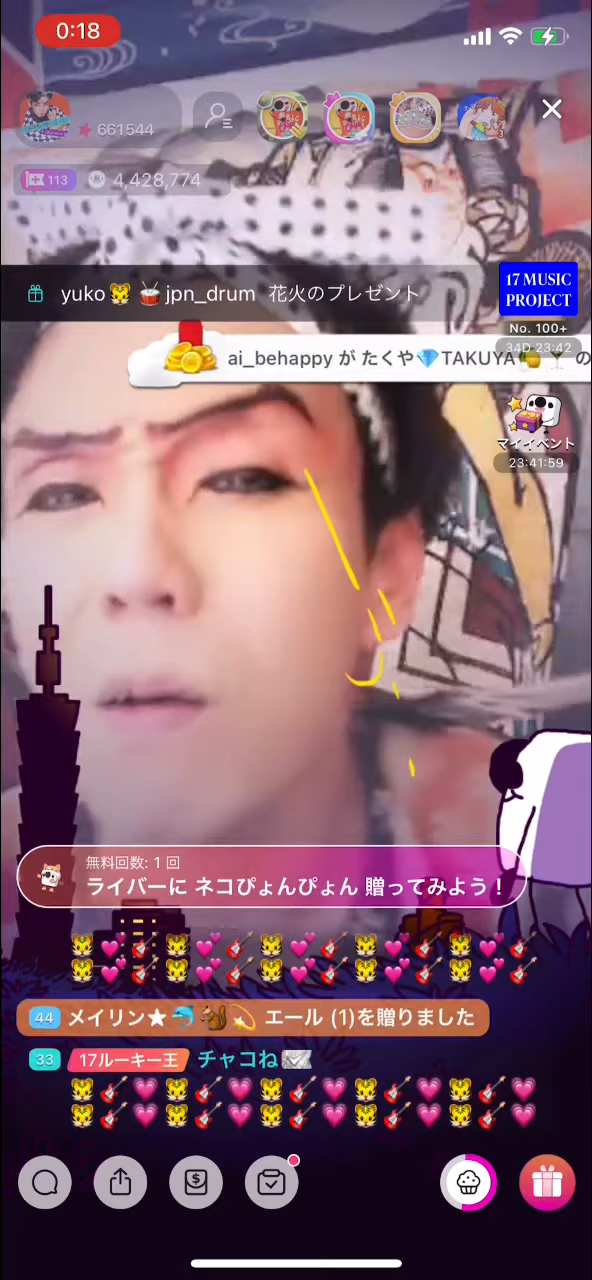 0:18
661544
3
113
4,428,774
yuko🐯🥁jpn_drum 花火のプレゼント
17 MUSIC
PROJECT
No. 100+
34D 23:42
ai_behappy が たくや💎TAKUYA の
マイイベント
23:41:59
無料回数: 1 回
ライバーに ネコぴょんぴょん 贈ってみよう！
44 メイリン★🐬🐿💫 エール (1)を贈りました
33 17ルーキー王 チャコね✉